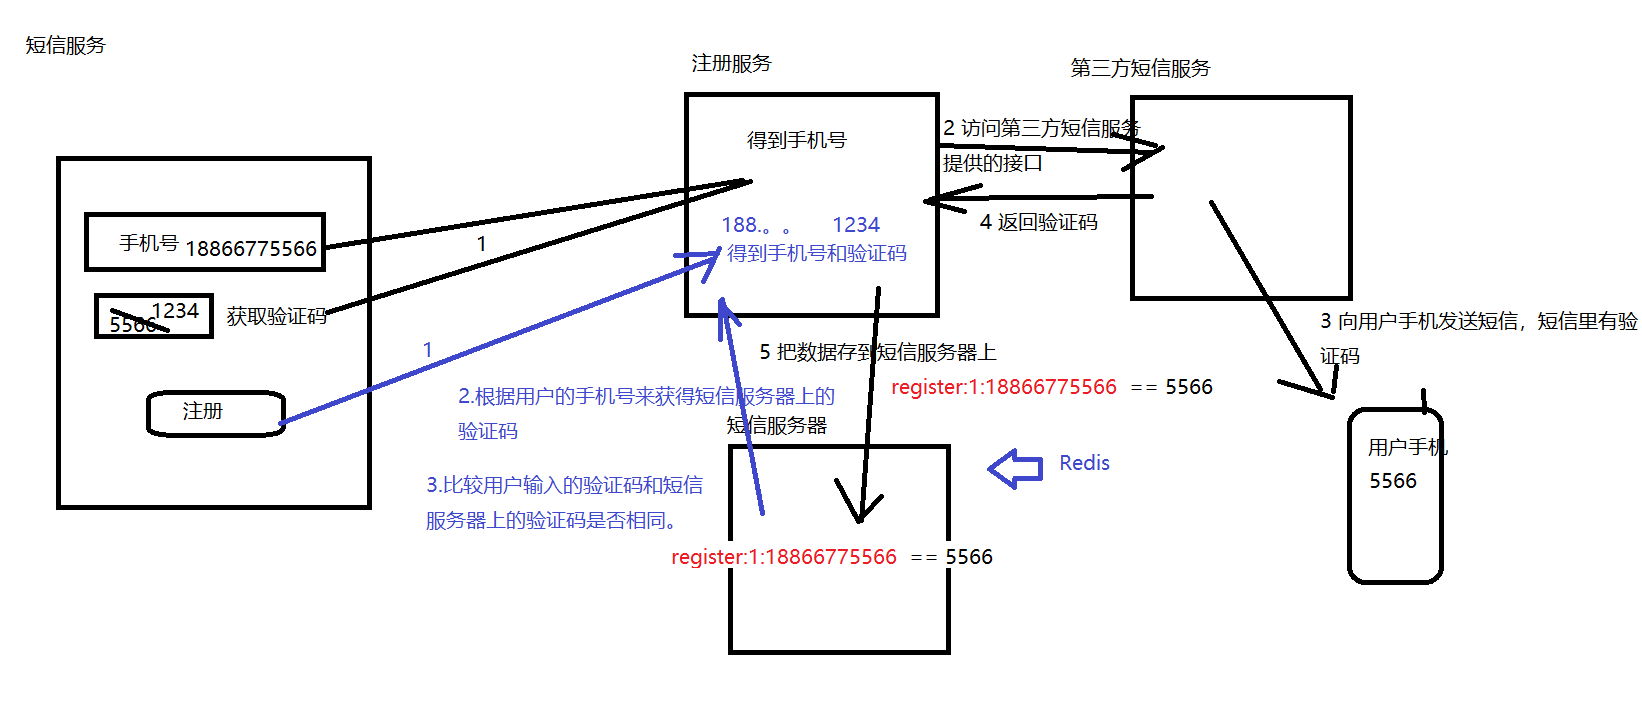 短信服务
注册服务
第三方短信服务
得到手机号
2 访问第三方短信服务
提供的接口
手机号 18866775566
1
188.。。 1234
4 返回验证码
得到手机号和验证码
1234
5566
获取验证码
3 向用户手机发送短信，短信里有验
证码
1
5 把数据存到短信服务器上
register:1:18866775566 == 5566
2.根据用户的手机号来获得短信服务器上的
验证码
注册
短信服务器
用户手机
5566
Redis
3.比较用户输入的验证码和短信
服务器上的验证码是否相同。
register:1:18866775566 == 5566